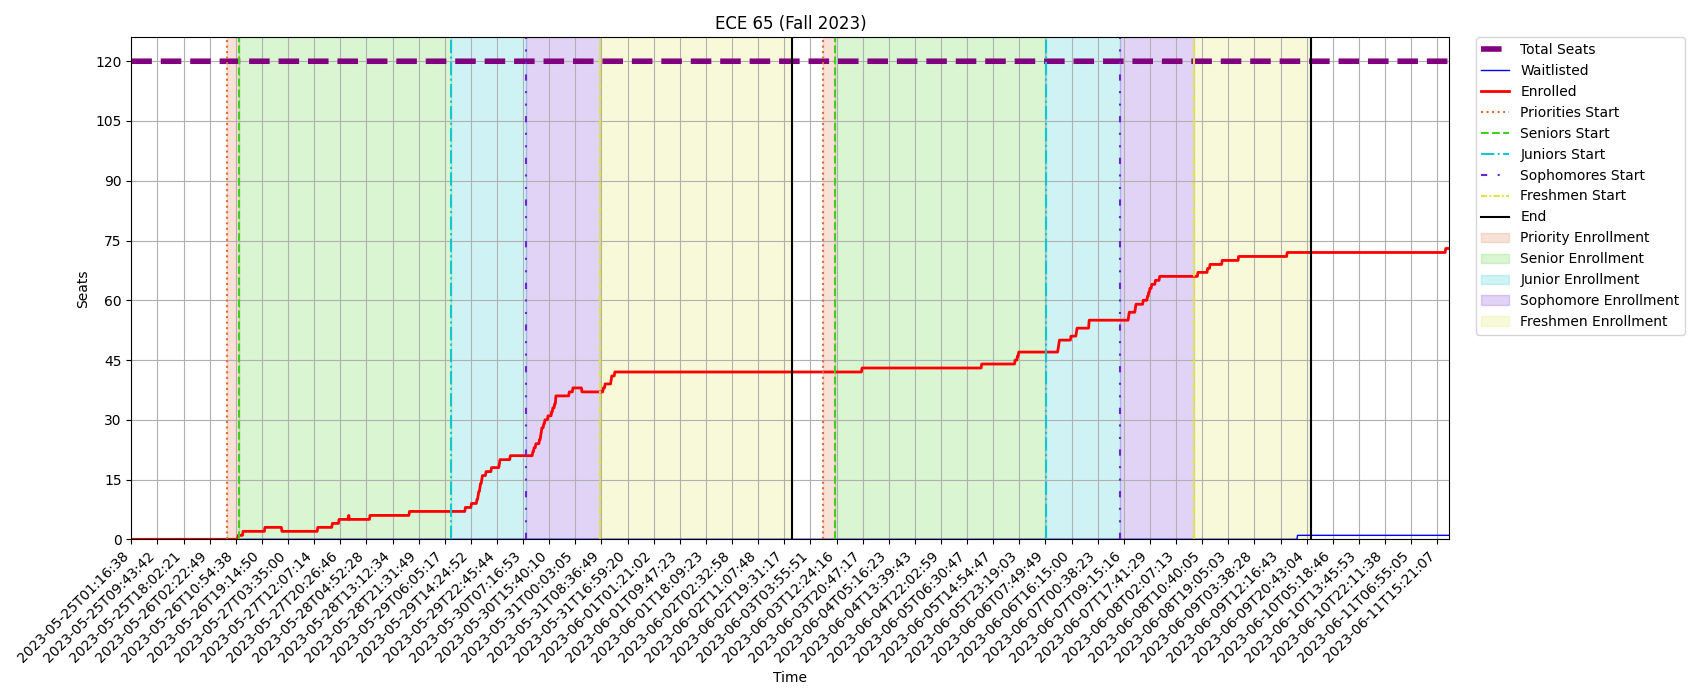 ECE 65 (Fall 2023)
Seats
120
105
90
75
60
45
30
15
0
2023-05-25T01:16:38
2023-05-25T09:43:42
2023-05-25T18:02:21
2023-05-26T02:22:49
2023-05-26T10:54:38
2023-05-26T19:14:50
2023-05-27T03:35:00
2023-05-27T12:07:14
2023-05-27T20:26:46
2023-05-28T04:52:28
2023-05-28T13:12:34
2023-05-28T21:31:49
2023-05-29T06:05:17
2023-05-29T14:24:52
2023-05-29T22:45:44
2023-05-30T07:16:53
2023-05-30T15:40:10
2023-05-31T00:03:05
2023-05-31T08:36:49
2023-05-31T16:59:20
2023-06-01T01:21:02
2023-06-01T09:47:23
2023-06-01T18:09:23
2023-06-02T02:32:58
2023-06-02T11:07:48
2023-06-02T19:31:17
2023-06-03T03:55:51
2023-06-03T12:24:16
2023-06-03T20:47:17
2023-06-04T05:16:23
2023-06-04T13:39:43
2023-06-04T22:02:59
2023-06-05T06:30:47
2023-06-05T14:54:47
2023-06-05T23:19:03
2023-06-06T07:49:49
2023-06-06T16:15:00
2023-06-07T00:38:23
2023-06-07T09:15:16
2023-06-07T17:41:29
2023-06-08T02:07:13
2023-06-08T10:40:05
2023-06-08T19:05:03
2023-06-09T03:38:28
2023-06-09T12:16:43
2023-06-09T20:43:04
2023-06-10T05:18:46
2023-06-10T13:45:53
2023-06-10T22:11:38
2023-06-11T06:55:05
2023-06-11T15:21:07
Time
Total Seats
Waitlisted
Enrolled
Priorities Start
Seniors Start
Juniors Start
Sophomores Start
Freshmen Start
End
Priority Enrollment
Senior Enrollment
Junior Enrollment
Sophomore Enrollment
Freshmen Enrollment